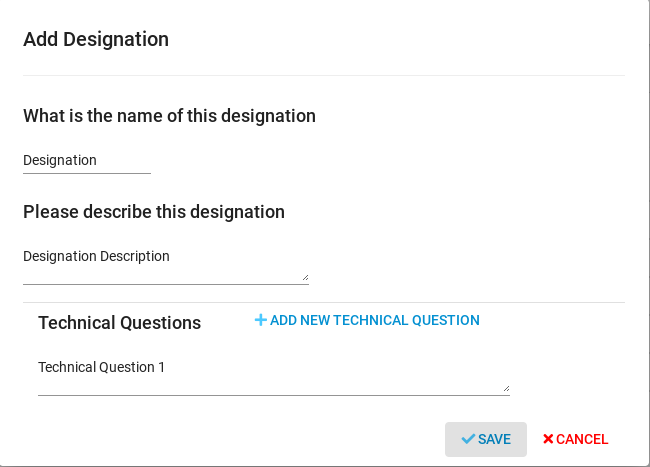 Add Designation
What is the name of this designation
Designation
Please describe this designation
Designation Description
Technical Questions ADD NEW TECHNICAL QUESTION
Technical Question 1
SAVE CANCEL